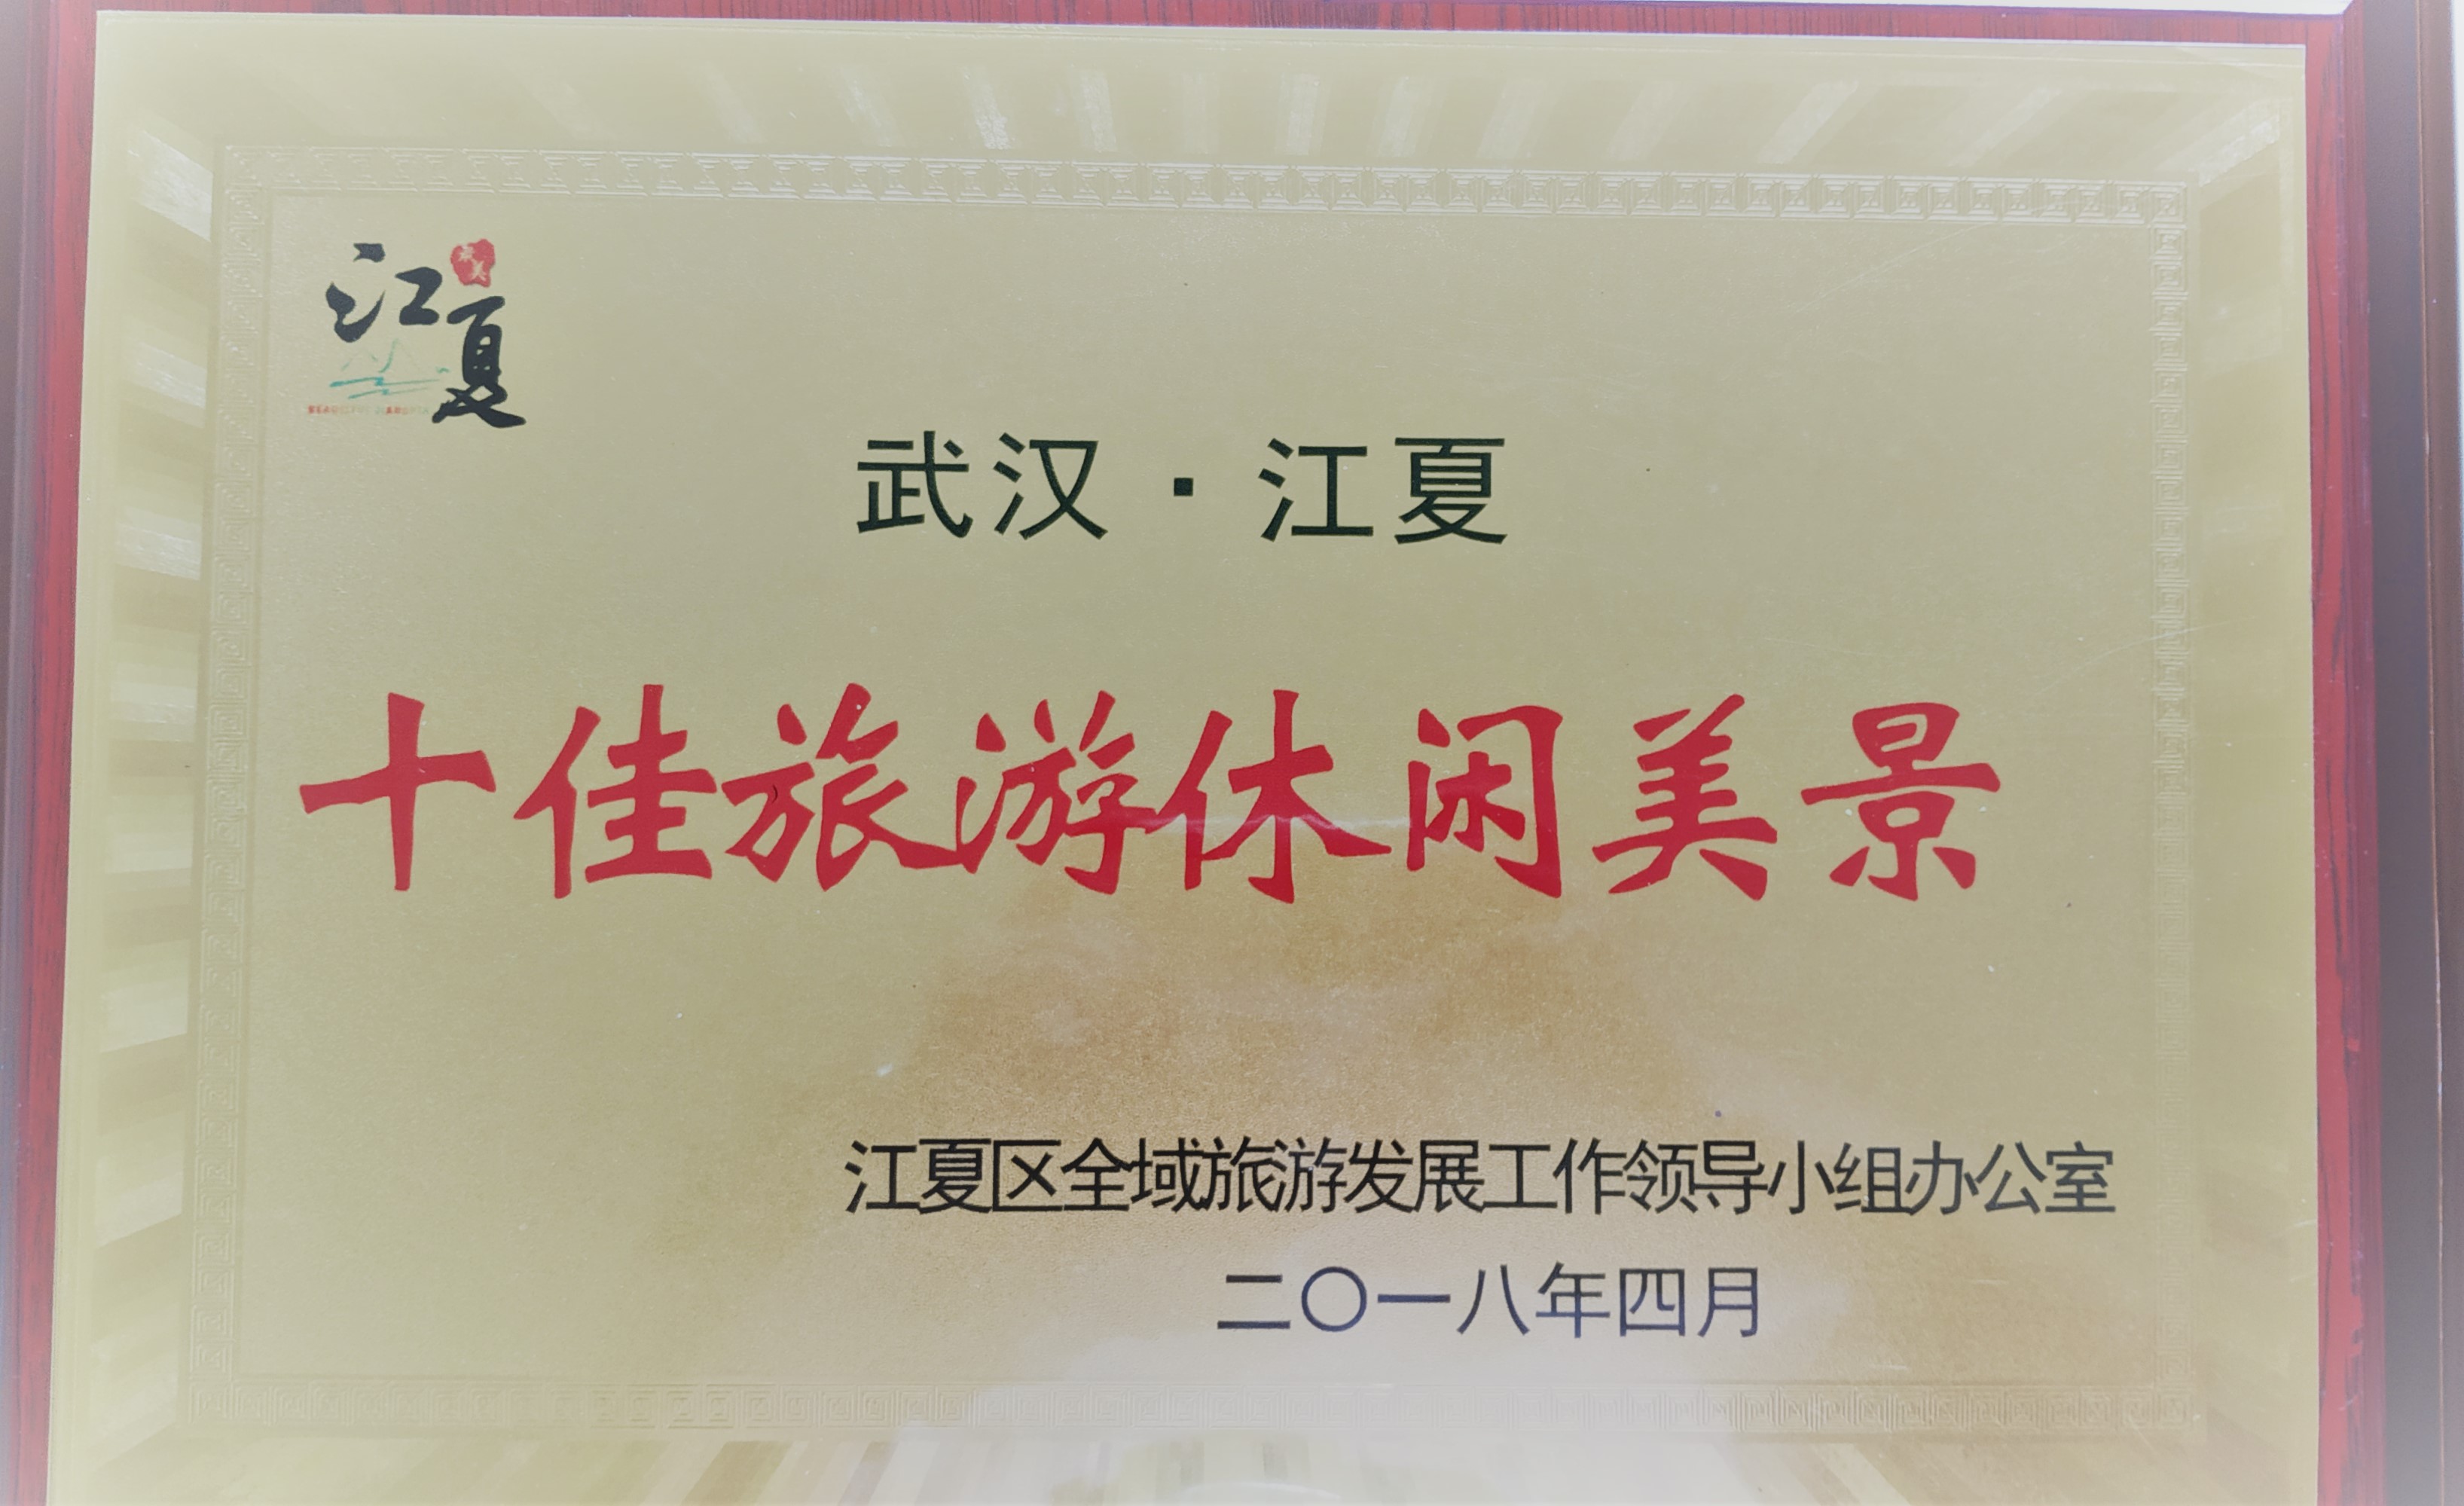 江夏
最美
武汉·江夏
十佳旅游休闲美景
江夏区全域旅游发展工作领导小组办公室
二〇一八年四月